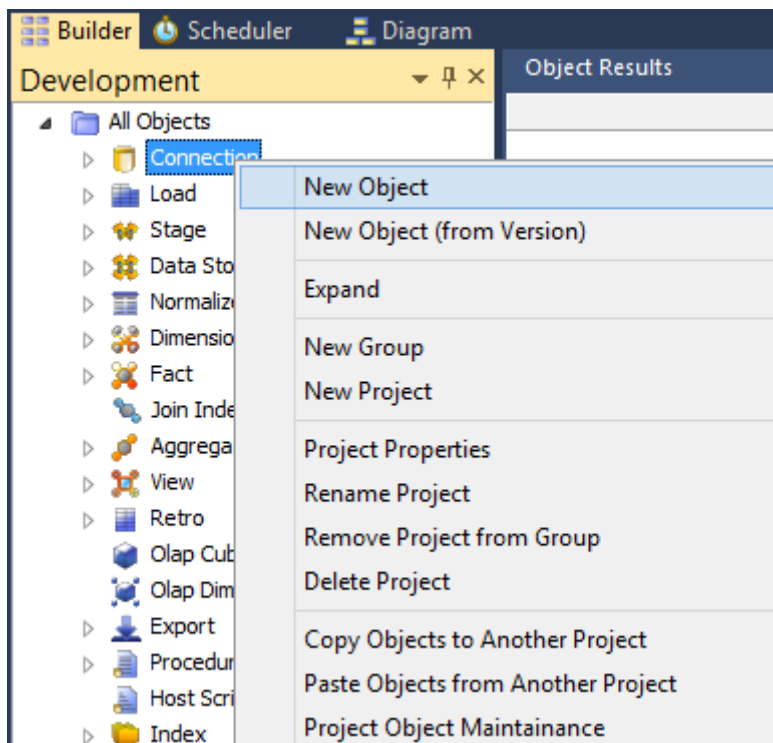 Builder Scheduler Diagram
Development
Object Results
All Objects
Connection
Load
Stage
Data Sto
Normaliz
Dimensio
Fact
Join Inde
Aggrega
View
Retro
Olap Cub
Olap Dim
Export
Procedur
Host Scri
Index
New Object
New Object (from Version)
Expand
New Group
New Project
Project Properties
Rename Project
Remove Project from Group
Delete Project
Copy Objects to Another Project
Paste Objects from Another Project
Project Object Maintainance